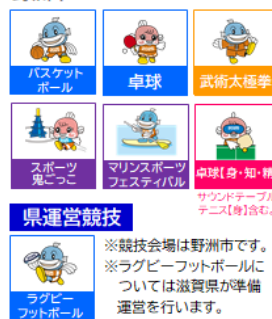 バスケット
ボール
卓球
武術太極拳
スポーツ
鬼ごっこ
マリンスポーツ
フェスティバル
卓球【身・知・精
サウンドテーブル
テニス【身】含む。
県運営競技
ラグビー
フットボール
※競技会場は野洲市です。
※ラグビーフットボールに
ついては滋賀県が準備
運営を行います。